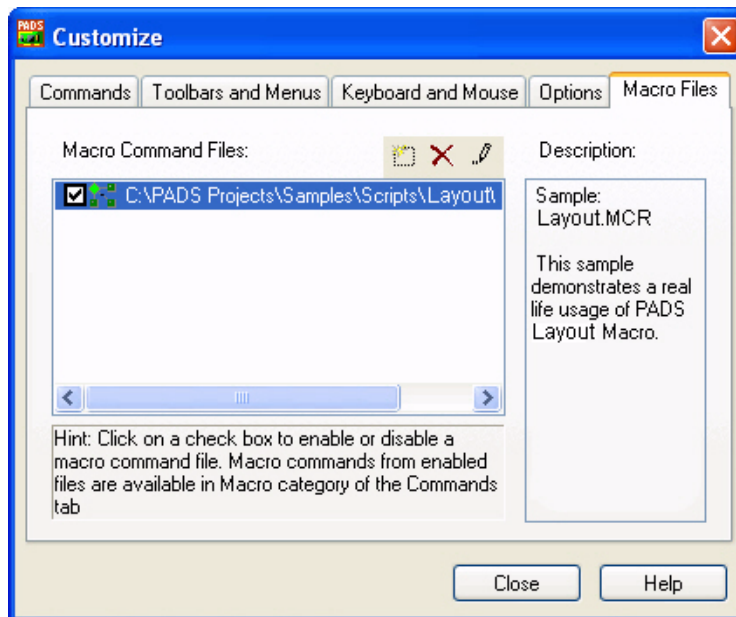 PADS
Customize
Commands
Toolbars and Menus
Keyboard and Mouse
Options
Macro Files
Macro Command Files:
Description:
C:\PADS Projects\Samples\Scripts\Layout\
Sample:
Layout.MCR
This sample
demonstrates a real
life usage of PADS
Layout Macro.
Hint: Click on a check box to enable or disable a
macro command file. Macro commands from enabled
files are available in Macro category of the Commands
tab
Close
Help